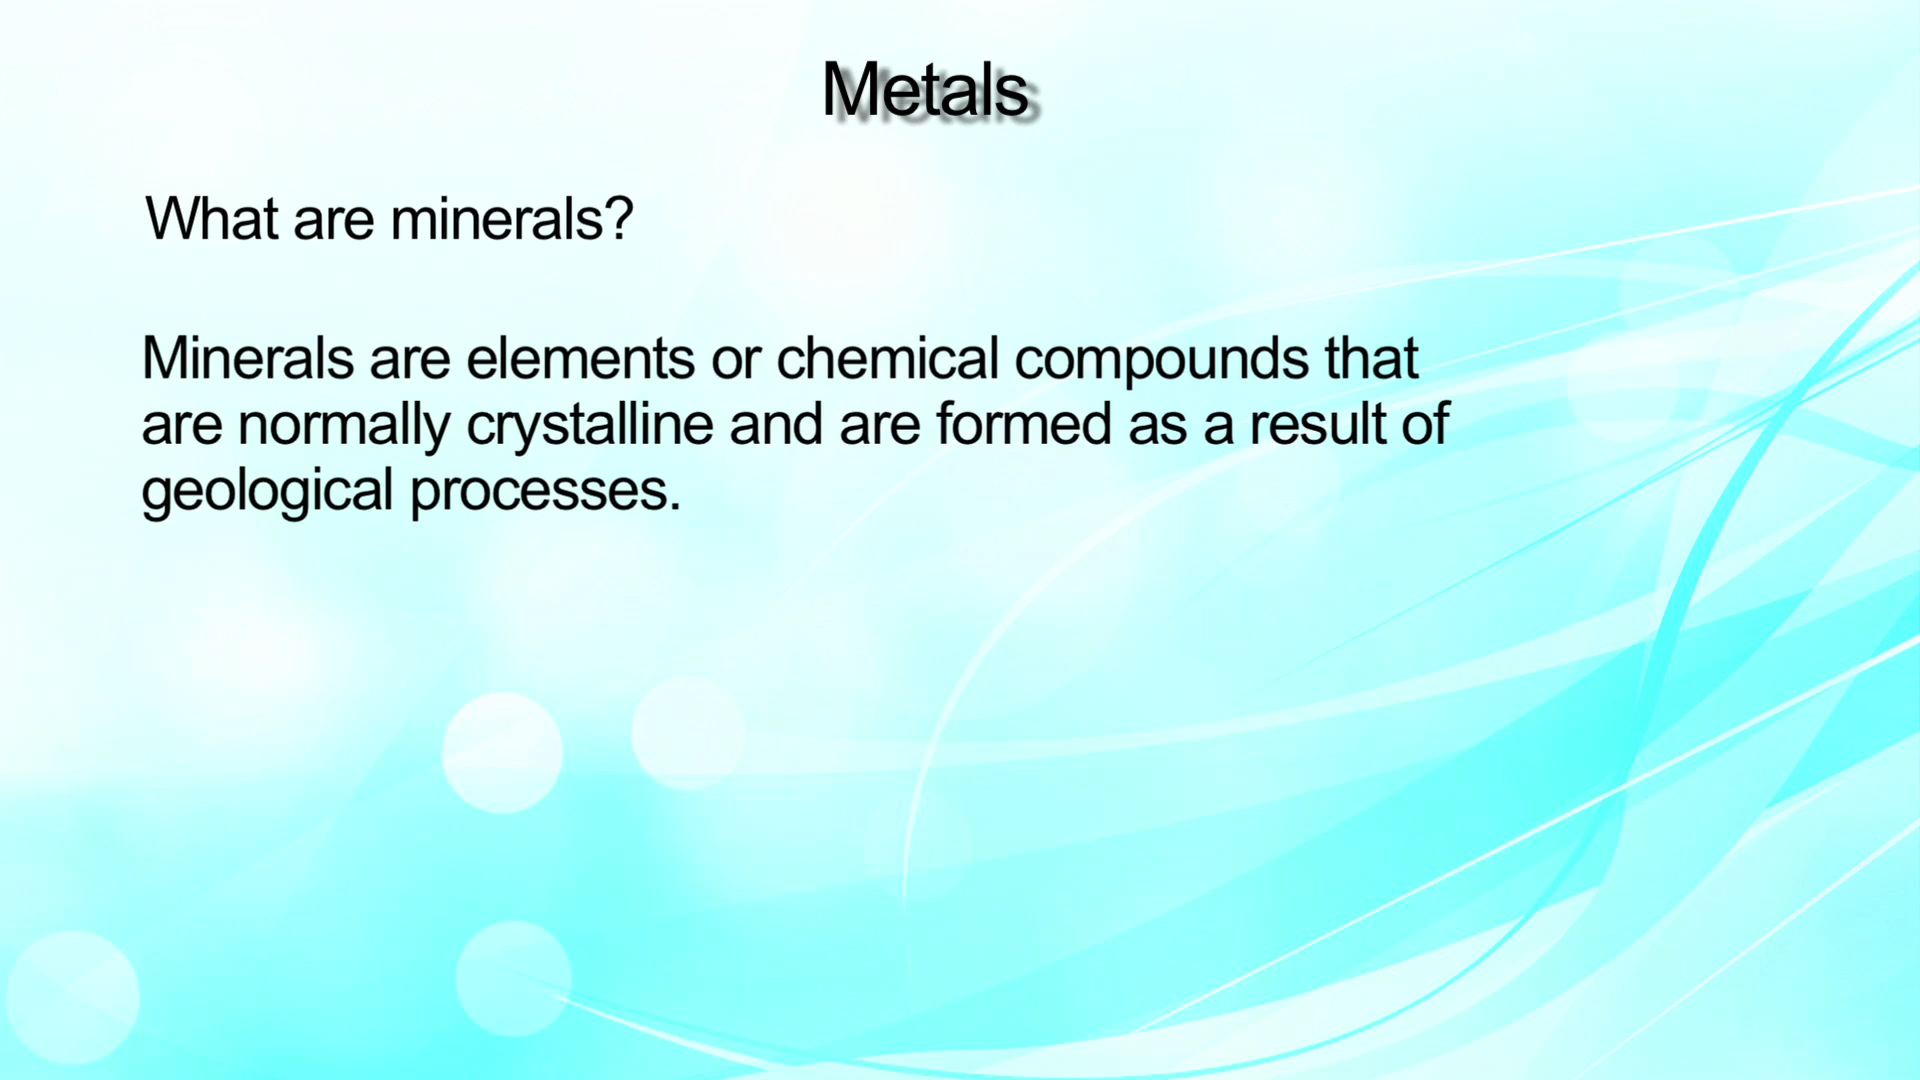 Metals
What are minerals?
Minerals are elements or chemical compounds that
are normally crystalline and are formed as a result of
geological processes.